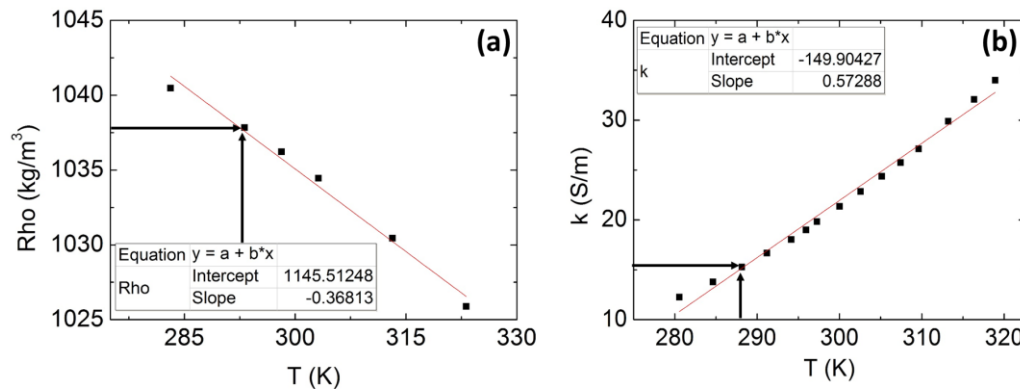 (a)
Rho (kg/m³)
1040
1035
1030
1025
285
300
315
330
T (K)
Equation y = a + b*x
Rho
Intercept 1145.51248
Slope -0.36813
(b)
k (S/m)
40
30
20
10
280
290
300
310
320
T (K)
Equation y = a + b*x
k
Intercept -149.90427
Slope 0.57288